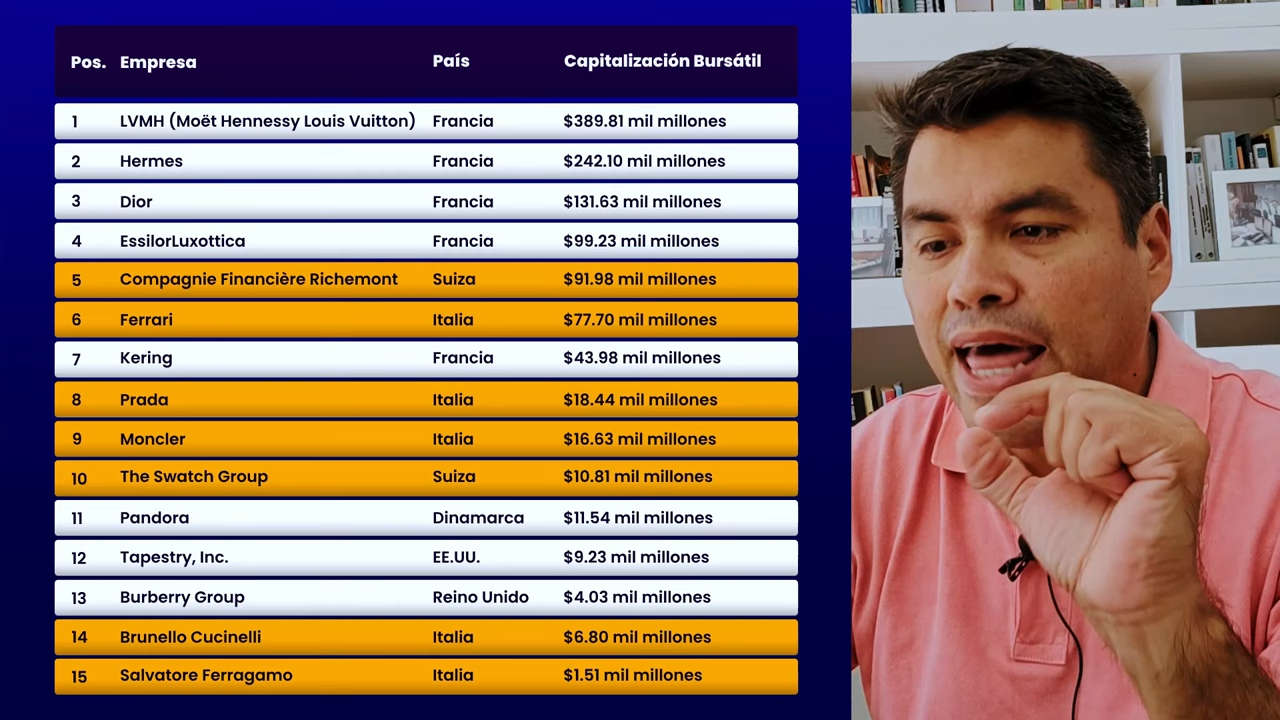 Pos. Empresa País Capitalización Bursátil
1 LVMH (Moët Hennessy Louis Vuitton) Francia $389.81 mil millones
2 Hermes Francia $242.10 mil millones
3 Dior Francia $131.63 mil millones
4 EssilorLuxottica Francia $99.23 mil millones
5 Compagnie Financière Richemont Suiza $91.98 mil millones
6 Ferrari Italia $77.70 mil millones
7 Kering Francia $43.98 mil millones
8 Prada Italia $18.44 mil millones
9 Moncler Italia $16.63 mil millones
10 The Swatch Group Suiza $10.81 mil millones
11 Pandora Dinamarca $11.54 mil millones
12 Tapestry, Inc. EE.UU. $9.23 mil millones
13 Burberry Group Reino Unido $4.03 mil millones
14 Brunello Cucinelli Italia $6.80 mil millones
15 Salvatore Ferragamo Italia $1.51 mil millones